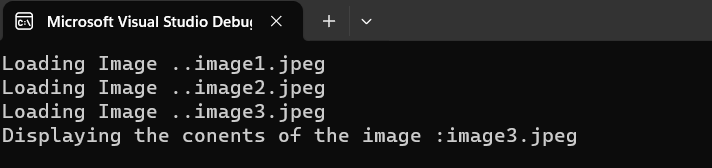 Microsoft Visual Studio Debu
Loading Image ..image1.jpeg
Loading Image ..image2.jpeg
Loading Image ..image3.jpeg
Displaying the conents of the image :image3.jpeg